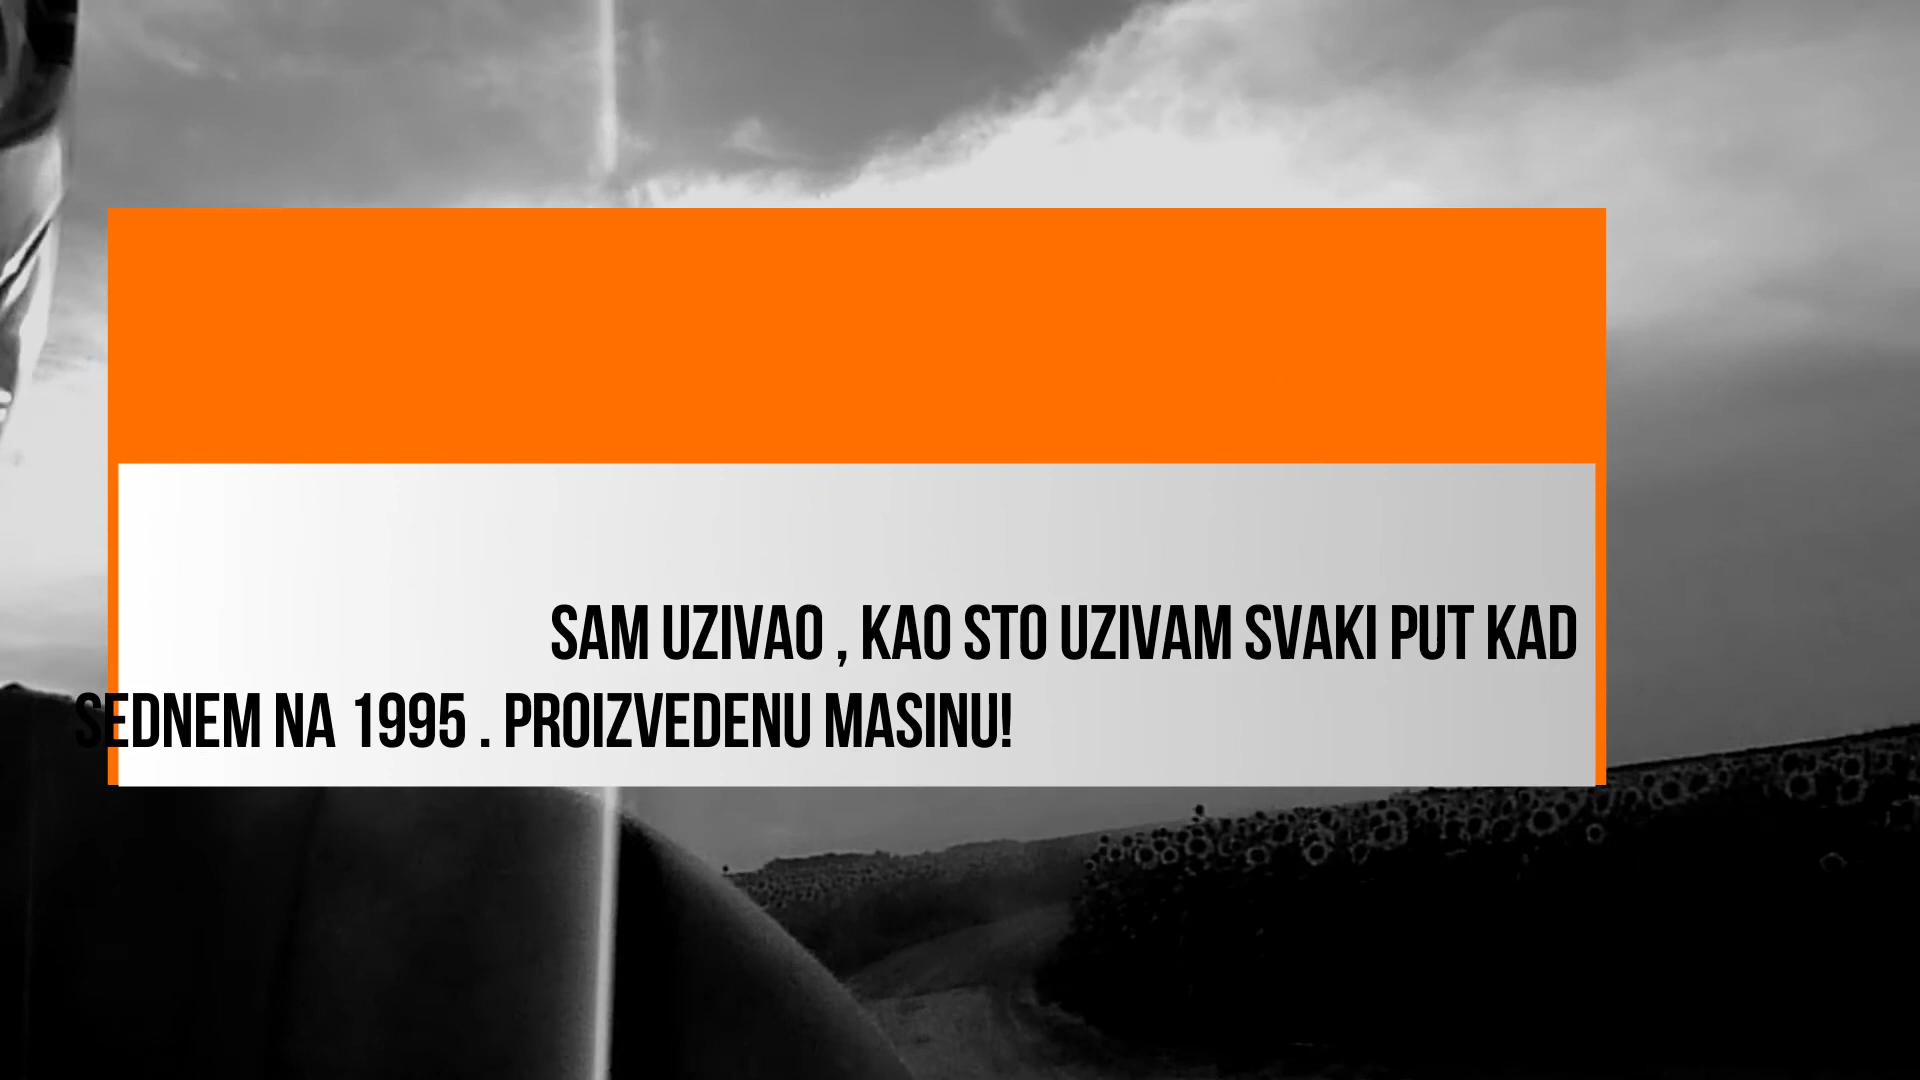 SAM UZIVAO , KAO STO UZIVAM SVAKI PUT KAD
SEDNEM NA 1995 . PROIZVEDENU MASINU!